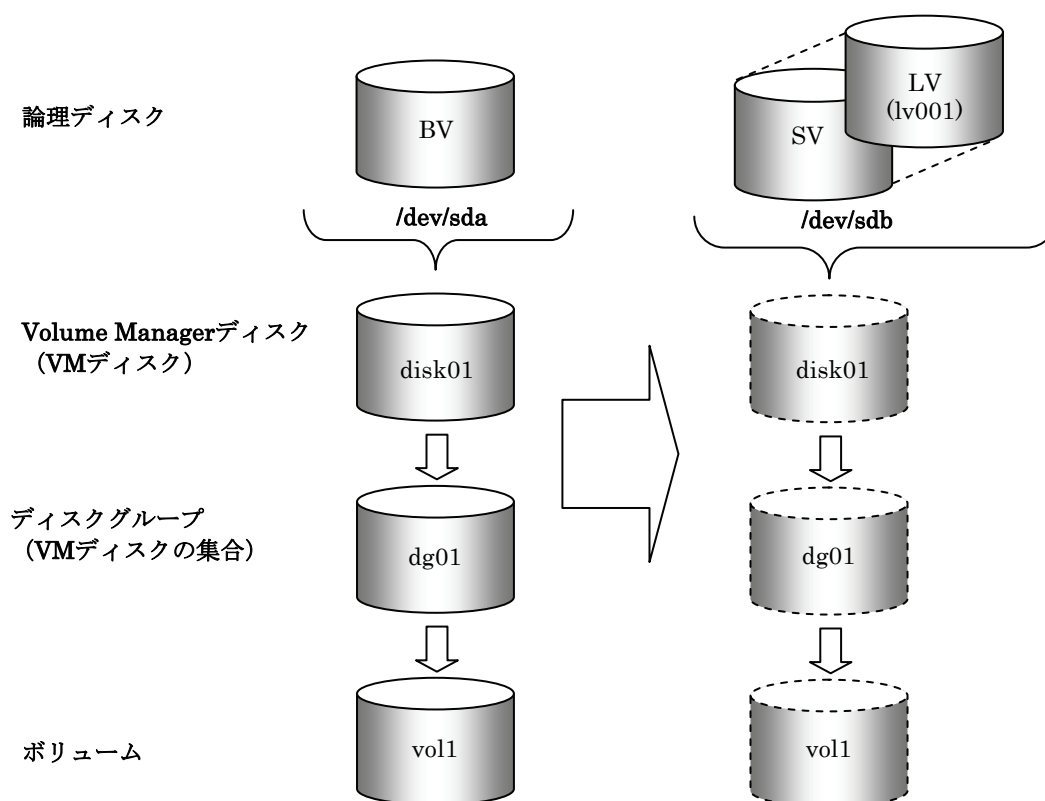 論理ディスク
BV
SV
LV
(lv001)
/dev/sda
/dev/sdb
Volume Managerディスク
（VMディスク）
disk01
disk01
ディスクグループ
（VMディスクの集合）
dg01
dg01
ボリューム
vol1
vol1